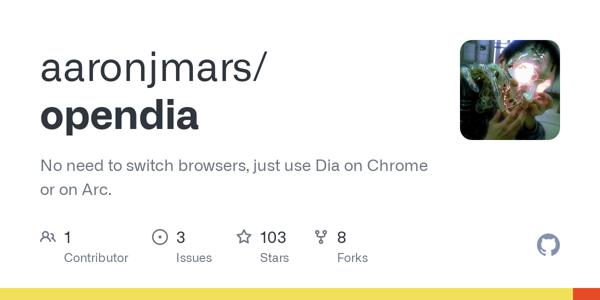 aaronjmars/
opendia
No need to switch browsers, just use Dia on Chrome
or on Arc.
1
Contributor
3
Issues
103
Stars
8
Forks